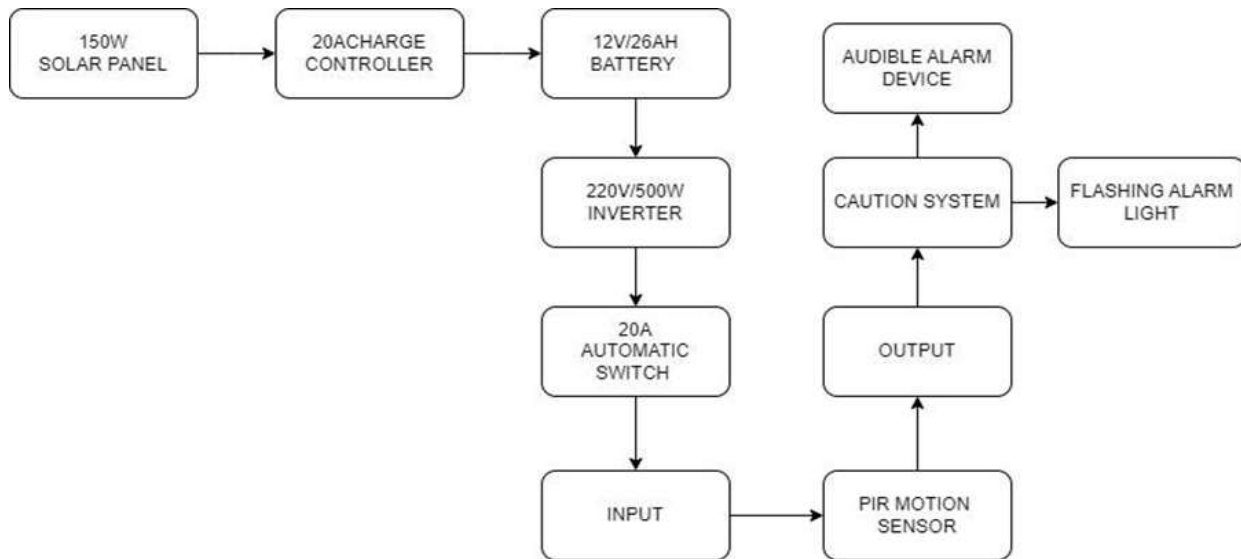 150W
SOLAR PANEL
20ACHARGE
CONTROLLER
12V/26AH
BATTERY
220V/500W
INVERTER
20A
AUTOMATIC
SWITCH
INPUT
PIR MOTION
SENSOR
OUTPUT
CAUTION SYSTEM
AUDIBLE ALARM
DEVICE
FLASHING ALARM
LIGHT